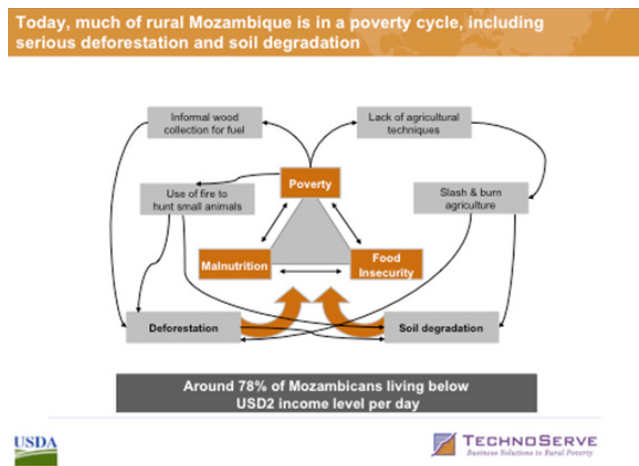 Today, much of rural Mozambique is in a poverty cycle, including
serious deforestation and soil degradation
Informal wood
collection for fuel
Lack of agricultural
techniques
Use of fire to
hunt small animals
Poverty
Slash & burn
agriculture
Malnutrition
Food
Insecurity
Deforestation
Soil degradation
Around 78% of Mozambicans living below
USD2 income level per day
USDA
TECHNOSERVE
Business Solutions to Rural Poverty